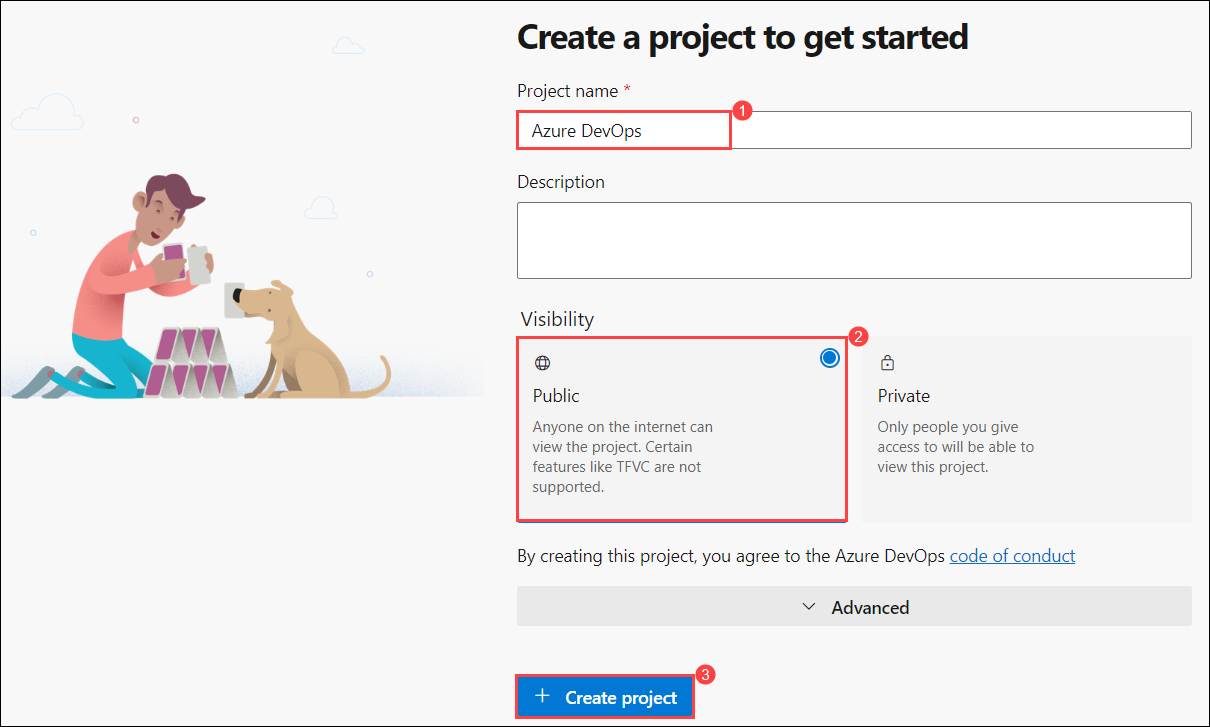 Create a project to get started
Project name *
1
Azure DevOps
Description
Visibility
2
Public
Anyone on the internet can
view the project. Certain
features like TFVC are not
supported.
Private
Only people you give
access to will be able to
view this project.
By creating this project, you agree to the Azure DevOps code of conduct
Advanced
3
+ Create project